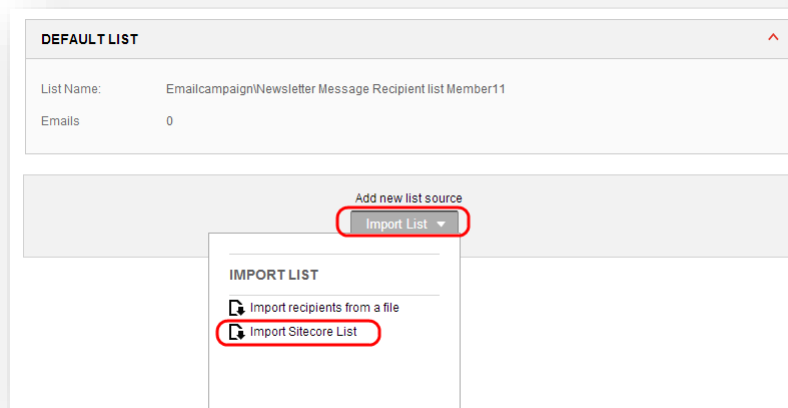 DEFAULT LIST
List Name: Emailcampaign\Newsletter Message Recipient list Member11
Emails 0
Add new list source
Import List
IMPORT LIST
Import recipients from a file
Import Sitecore List